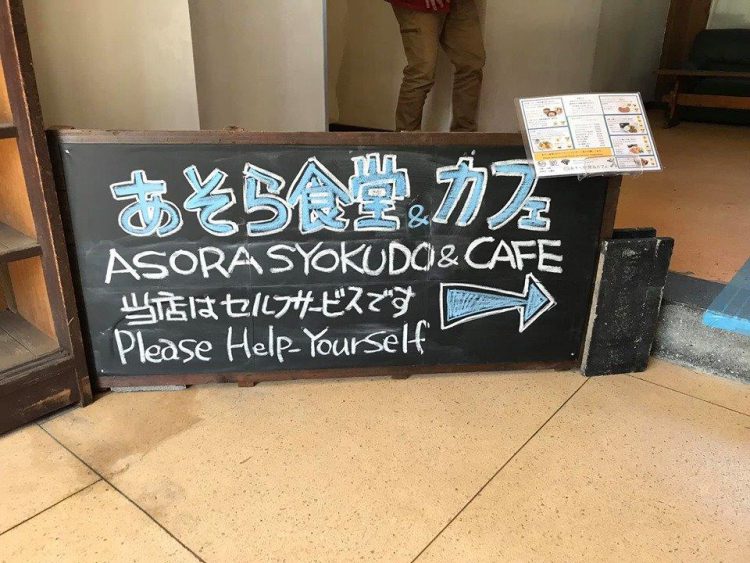 あそら食堂&カフェ
ASORA SYOKUDO & CAFE
当店はセルフサービスです
Please Help-Yourself